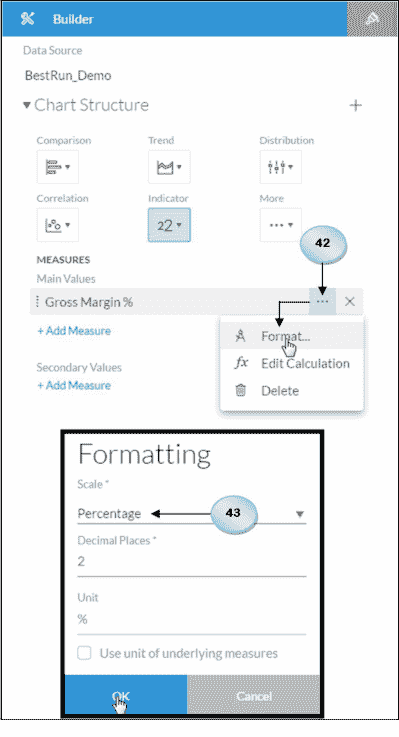 Builder
Data Source
BestRun_Demo
Chart Structure
Comparison Trend Distribution
Correlation Indicator More
22
42
MEASURES
Main Values
Gross Margin %
+ Add Measure
Format...
fx Edit Calculation
Delete
Secondary Values
+ Add Measure
Formatting
Scale *
Percentage
43
Decimal Places *
2
Unit
%
Use unit of underlying measures
OK Cancel